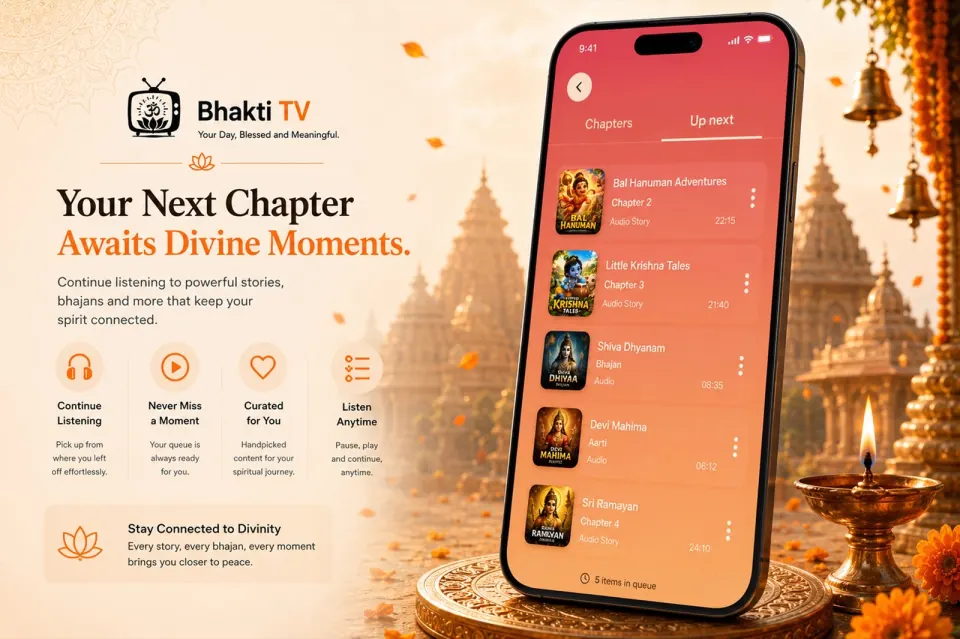 Bhakti TV
Your Day, Blessed and Meaningful.
Your Next Chapter
Awaits Divine Moments.
Continue listening to powerful stories,
bhajans and more that keep your
spirit connected.
Continue
Listening
Pick up from
where you left
off effortlessly.
Never Miss
a Moment
Your queue is
always ready
for you.
Curated
for You
Handpicked
content for your
spiritual journey.
Listen
Anytime
Pause, play
and continue,
anytime.
Stay Connected to Divinity
Every story, every bhajan, every moment
brings you closer to peace.
9:41
Chapters
Up next
BAL
HANUMAN
Bal Hanuman Adventures
Chapter 2
Audio Story
22:15
KRISHNA
TALES
Little Krishna Tales
Chapter 3
Audio Story
21:40
DHIYAA
Shiva Dhyanam
Bhajan
Audio
08:35
DEVI
MAHIMA
Devi Mahima
Aarti
Audio
06:12
RAMLYAN
Sri Ramayan
Chapter 4
Audio Story
24:10
5 items in queue